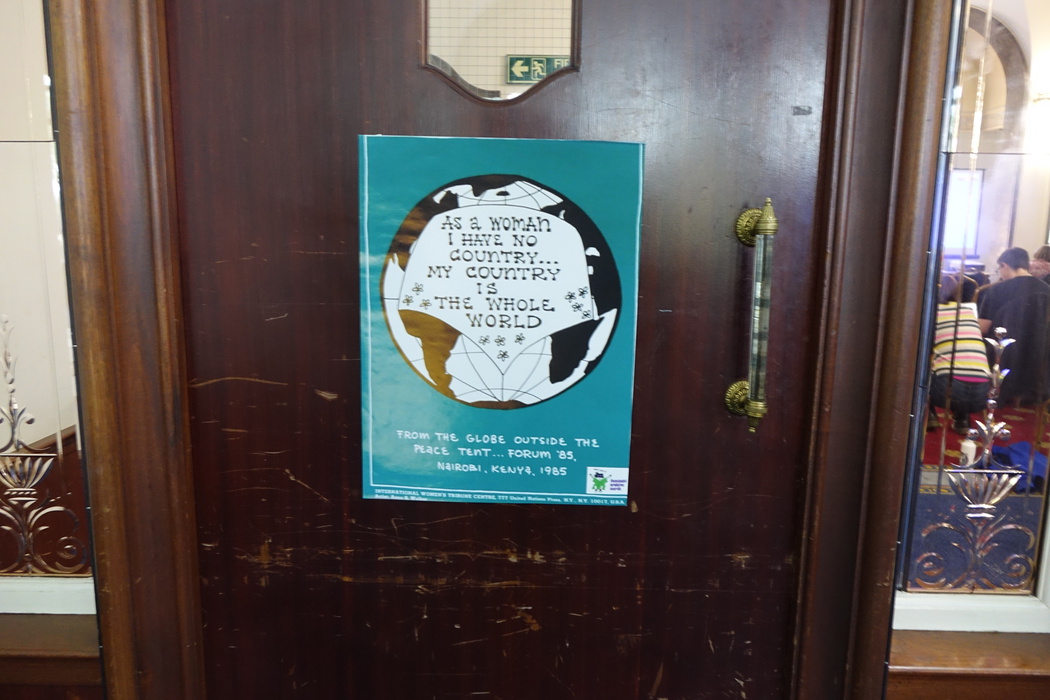 AS A WOMAN
I HAVE NO
COUNTRY...
MY COUNTRY
IS
THE WHOLE
WORLD
FROM THE GLOBE OUTSIDE THE
PEACE TENT... FORUM '85,
NAIROBI, KENYA, 1985
INTERNATIONAL WOMEN'S TRIBUNE CENTRE, 777 United Nations Plaza, N.Y., N.Y. 10017, U.S.A.